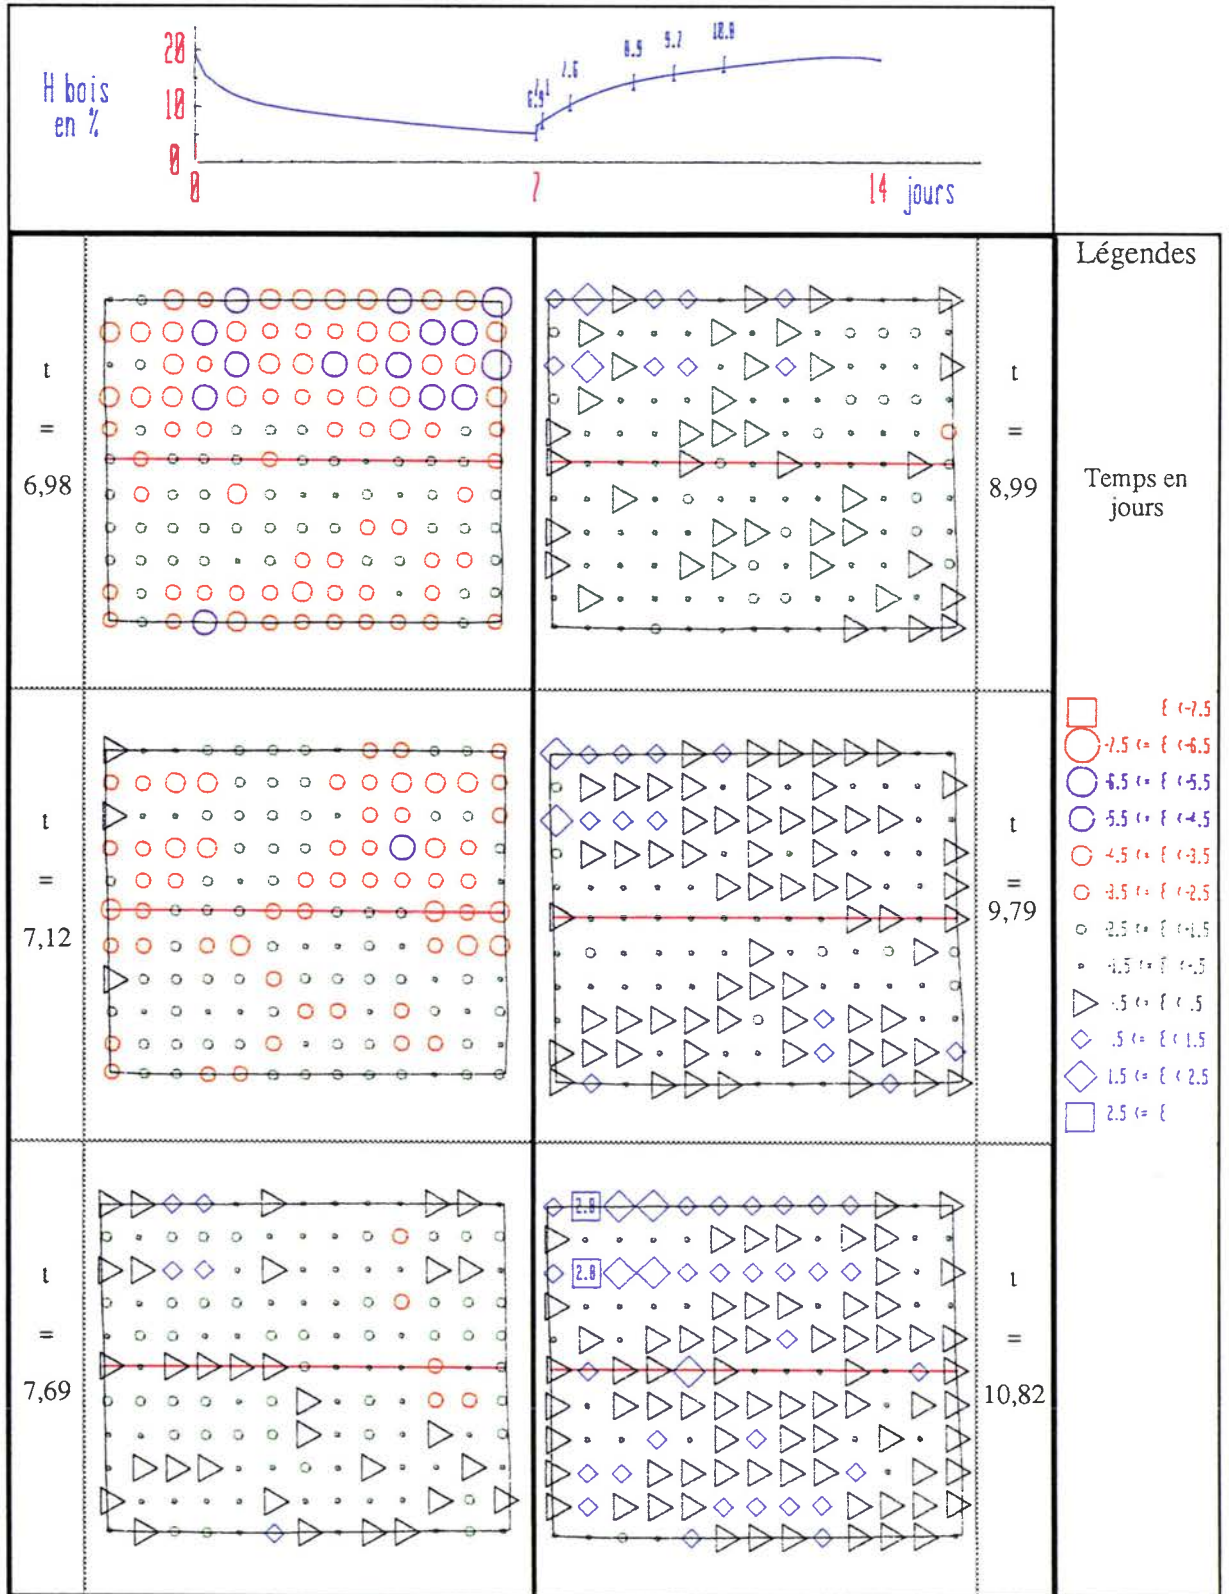 H bois
en %
20
10
0
0
7
14
jours
6.9
7.1
7.6
8.9
9.7
10.8
t
=
6,98
t
=
8,99
t
=
7,12
t
=
9,79
t
=
7,69
2.8
2.8
t
=
10,82
Légendes
Temps en
jours
ε <-7.5
-7.5 <= ε <-6.5
-6.5 <= ε <-5.5
-5.5 <= ε <-4.5
-4.5 <= ε <-3.5
-3.5 <= ε <-2.5
-2.5 <= ε <-1.5
-1.5 <= ε <-.5
-.5 <= ε < .5
.5 <= ε < 1.5
1.5 <= ε < 2.5
2.5 <= ε